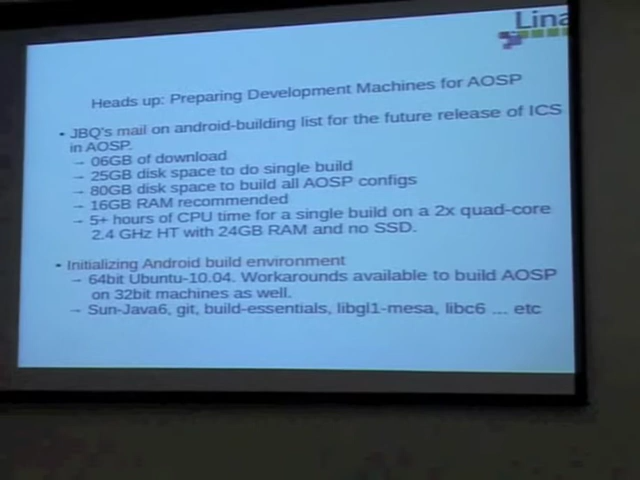 Lina
Heads up: Preparing Development Machines for AOSP
• JBQ's mail on android-building list for the future release of ICS
in AOSP.
→ 06GB of download
→ 25GB disk space to do single build
→ 80GB disk space to build all AOSP configs
→ 16GB RAM recommended
→ 5+ hours of CPU time for a single build on a 2x quad-core
2.4 GHz HT with 24GB RAM and no SSD.
• Initializing Android build environment
→ 64bit Ubuntu-10.04. Workarounds available to build AOSP
on 32bit machines as well.
→ Sun-Java6, git, build-essentials, libgl1-mesa, libc6 ... etc